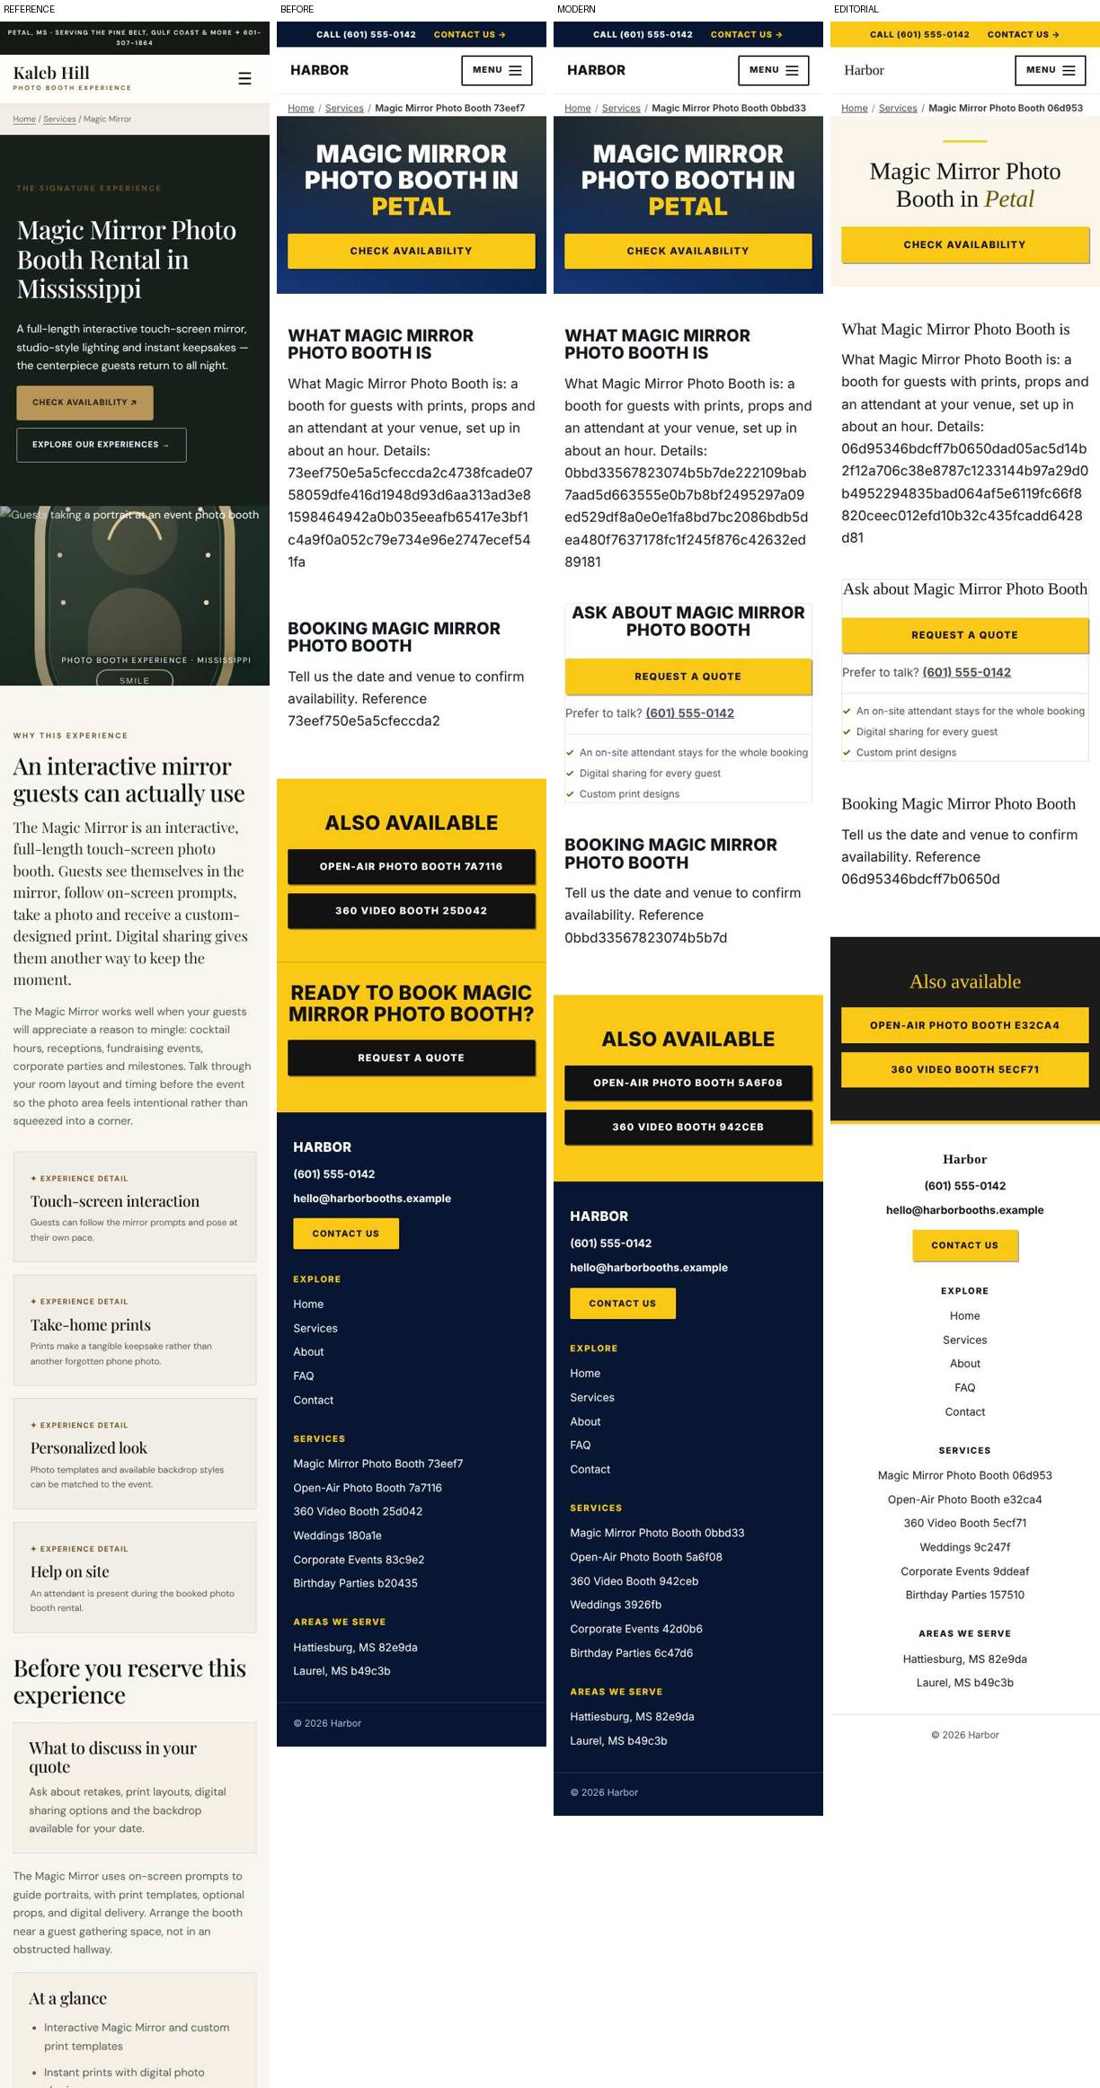 REFERENCE
PETAL, MS · SERVING THE PINE BELT, GULF COAST & MORE ✦ 601-
307-1864
Kaleb Hill
PHOTO BOOTH EXPERIENCE
☰
Home / Services / Magic Mirror
THE SIGNATURE EXPERIENCE
Magic Mirror Photo
Booth Rental in
Mississippi
A full-length interactive touch-screen mirror,
studio-style lighting and instant keepsakes —
the centerpiece guests return to all night.
CHECK AVAILABILITY ↗
EXPLORE OUR EXPERIENCES →
Guests taking a portrait at an event photo booth
PHOTO BOOTH EXPERIENCE · MISSISSIPPI
SMILE
WHY THIS EXPERIENCE
An interactive mirror
guests can actually use
The Magic Mirror is an interactive,
full-length touch-screen photo
booth. Guests see themselves in the
mirror, follow on-screen prompts,
take a photo and receive a custom-
designed print. Digital sharing gives
them another way to keep the
moment.
The Magic Mirror works well when your guests
will appreciate a reason to mingle: cocktail
hours, receptions, fundraising events,
corporate parties and milestones. Talk through
your room layout and timing before the event
so the photo area feels intentional rather than
squeezed into a corner.
✦ EXPERIENCE DETAIL
Touch-screen interaction
Guests can follow the mirror prompts and pose at
their own pace.
✦ EXPERIENCE DETAIL
Take-home prints
Prints make a tangible keepsake rather than
another forgotten phone photo.
✦ EXPERIENCE DETAIL
Personalized look
Photo templates and available backdrop styles
can be matched to the event.
✦ EXPERIENCE DETAIL
Help on site
An attendant is present during the booked photo
booth rental.
Before you reserve this
experience
What to discuss in your
quote
Ask about retakes, print layouts, digital
sharing options and the backdrop
available for your date.
The Magic Mirror uses on-screen prompts to
guide portraits, with print templates, optional
props, and digital delivery. Arrange the booth
near a guest gathering space, not in an
obstructed hallway.
At a glance
• Interactive Magic Mirror and custom
print templates
• Instant prints with digital photo
BEFORE
CALL (601) 555-0142 CONTACT US →
HARBOR
MENU
Home / Services / Magic Mirror Photo Booth 73eef7
MAGIC MIRROR
PHOTO BOOTH IN
PETAL
CHECK AVAILABILITY
WHAT MAGIC MIRROR
PHOTO BOOTH IS
What Magic Mirror Photo Booth is: a
booth for guests with prints, props and
an attendant at your venue, set up in
about an hour. Details:
73eef750e5a5cfeccda2c4738fcade07
58059dfe416d1948d93d6aa313ad3e8
1598464942a0b035eeafb65417e3bf1
c4a9f0a052c79e734e96e2747ecef54
1fa
BOOKING MAGIC MIRROR
PHOTO BOOTH
Tell us the date and venue to confirm
availability. Reference
73eef750e5a5cfeccda2
ALSO AVAILABLE
OPEN-AIR PHOTO BOOTH 7A7116
360 VIDEO BOOTH 25D042
READY TO BOOK MAGIC
MIRROR PHOTO BOOTH?
REQUEST A QUOTE
HARBOR
(601) 555-0142
hello@harborbooths.example
CONTACT US
EXPLORE
Home
Services
About
FAQ
Contact
SERVICES
Magic Mirror Photo Booth 73eef7
Open-Air Photo Booth 7a7116
360 Video Booth 25d042
Weddings 180a1e
Corporate Events 83c9e2
Birthday Parties b20435
AREAS WE SERVE
Hattiesburg, MS 82e9da
Laurel, MS b49c3b
© 2026 Harbor
MODERN
CALL (601) 555-0142 CONTACT US →
HARBOR
MENU
Home / Services / Magic Mirror Photo Booth 0bbd33
MAGIC MIRROR
PHOTO BOOTH IN
PETAL
CHECK AVAILABILITY
WHAT MAGIC MIRROR
PHOTO BOOTH IS
What Magic Mirror Photo Booth is: a
booth for guests with prints, props and
an attendant at your venue, set up in
about an hour. Details:
0bbd33567823074b5b7de222109bab
7aad5d663555e0b7b8bf2495297a09
ed529df8a0e0e1fa8bd7bc2086bdb5d
ea480f7637178fc1f245f876c42632ed
89181
ASK ABOUT MAGIC MIRROR
PHOTO BOOTH
REQUEST A QUOTE
Prefer to talk? (601) 555-0142
✓ An on-site attendant stays for the whole booking
✓ Digital sharing for every guest
✓ Custom print designs
BOOKING MAGIC MIRROR
PHOTO BOOTH
Tell us the date and venue to confirm
availability. Reference
0bbd33567823074b5b7d
ALSO AVAILABLE
OPEN-AIR PHOTO BOOTH 5A6F08
360 VIDEO BOOTH 942CEB
HARBOR
(601) 555-0142
hello@harborbooths.example
CONTACT US
EXPLORE
Home
Services
About
FAQ
Contact
SERVICES
Magic Mirror Photo Booth 0bbd33
Open-Air Photo Booth 5a6f08
360 Video Booth 942ceb
Weddings 3926fb
Corporate Events 42d0b6
Birthday Parties 6c47d6
AREAS WE SERVE
Hattiesburg, MS 82e9da
Laurel, MS b49c3b
© 2026 Harbor
EDITORIAL
CALL (601) 555-0142 CONTACT US →
Harbor
MENU
Home / Services / Magic Mirror Photo Booth 06d953
Magic Mirror Photo
Booth in Petal
CHECK AVAILABILITY
What Magic Mirror Photo Booth is
What Magic Mirror Photo Booth is: a
booth for guests with prints, props and
an attendant at your venue, set up in
about an hour. Details:
06d95346bdcff7b0650dad05ac5d14b
2f12a706c38e8787c1233144b97a29d0
b4952294835bad064af5e6119fc66f8
820ceec012efd10b32c435fcadd6428
d81
Ask about Magic Mirror Photo Booth
REQUEST A QUOTE
Prefer to talk? (601) 555-0142
✓ An on-site attendant stays for the whole booking
✓ Digital sharing for every guest
✓ Custom print designs
Booking Magic Mirror Photo Booth
Tell us the date and venue to confirm
availability. Reference
06d95346bdcff7b0650d
Also available
OPEN-AIR PHOTO BOOTH E32CA4
360 VIDEO BOOTH 5ECF71
Harbor
(601) 555-0142
hello@harborbooths.example
CONTACT US
EXPLORE
Home
Services
About
FAQ
Contact
SERVICES
Magic Mirror Photo Booth 06d953
Open-Air Photo Booth e32ca4
360 Video Booth 5ecf71
Weddings 9c247f
Corporate Events 9ddeaf
Birthday Parties 157510
AREAS WE SERVE
Hattiesburg, MS 82e9da
Laurel, MS b49c3b
© 2026 Harbor